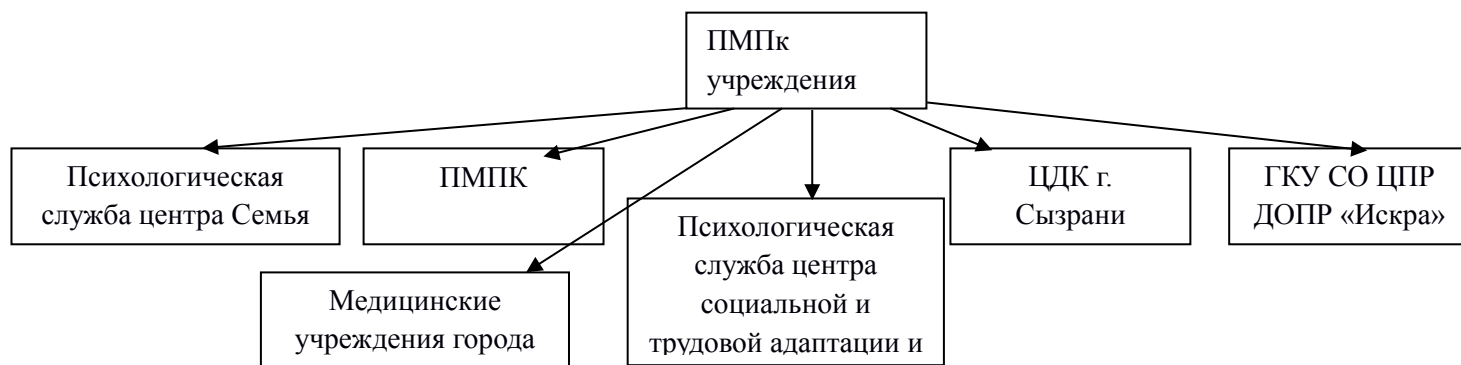 ПМПк
учреждения
Психологическая
служба центра Семья
ПМПК
ЦДК г.
Сызрани
ГКУ СО ЦПР
ДОПР «Искра»
Психологическая
служба центра
социальной и
трудовой адаптации и
Медицинские
учреждения города